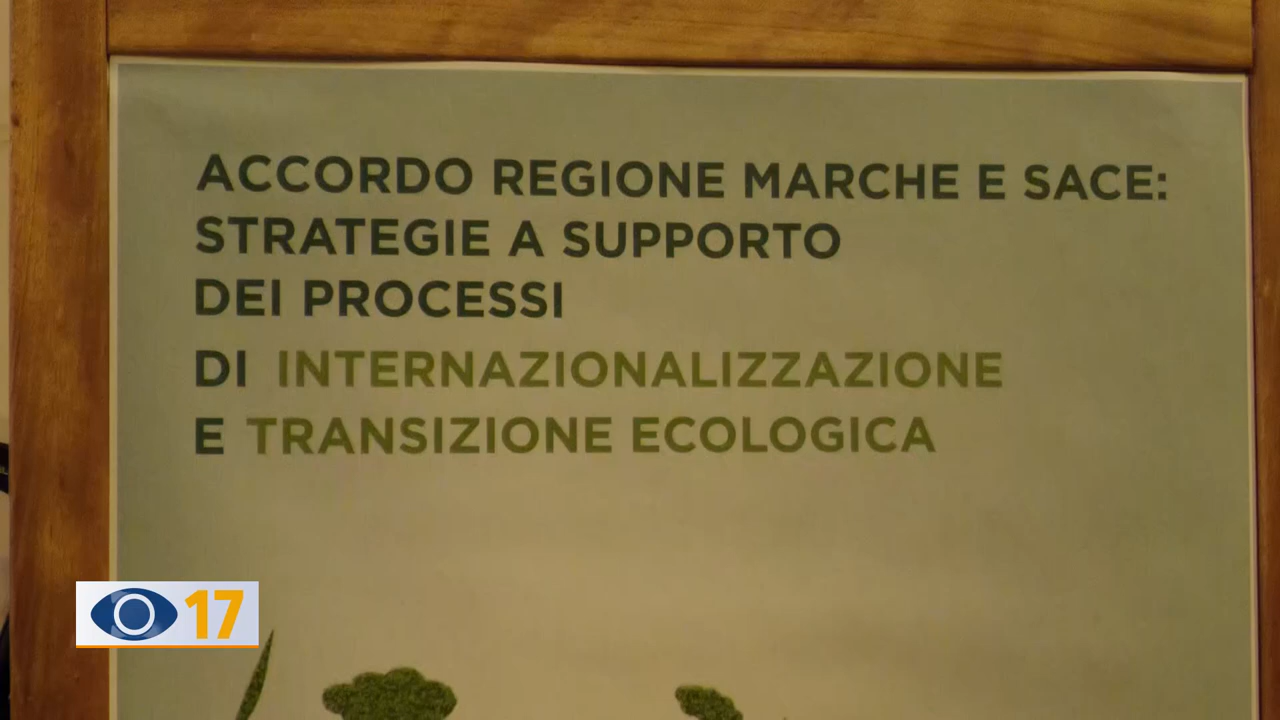 ACCORDO REGIONE MARCHE E SACE:
STRATEGIE A SUPPORTO
DEI PROCESSI
DI INTERNAZIONALIZZAZIONE
E TRANSIZIONE ECOLOGICA
17